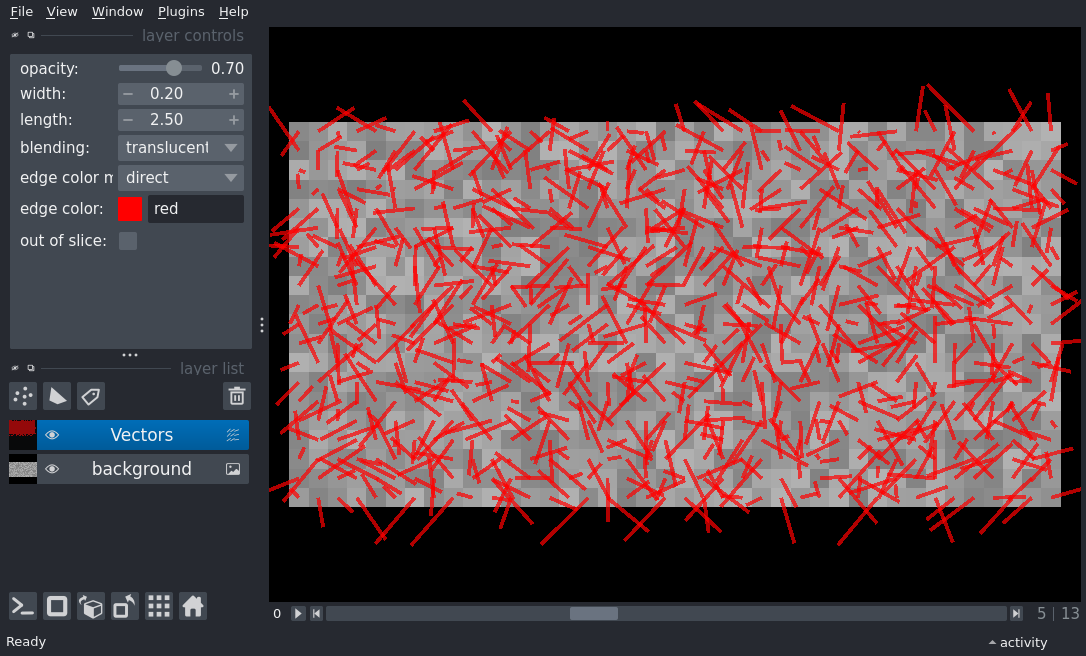 File View Window Plugins Help
layer controls
opacity: 0.70
width: − 0.20 +
length: − 2.50 +
blending: translucent
edge color m direct
edge color: red
out of slice:
layer list
Vectors
background
0 5 | 13
Ready activity